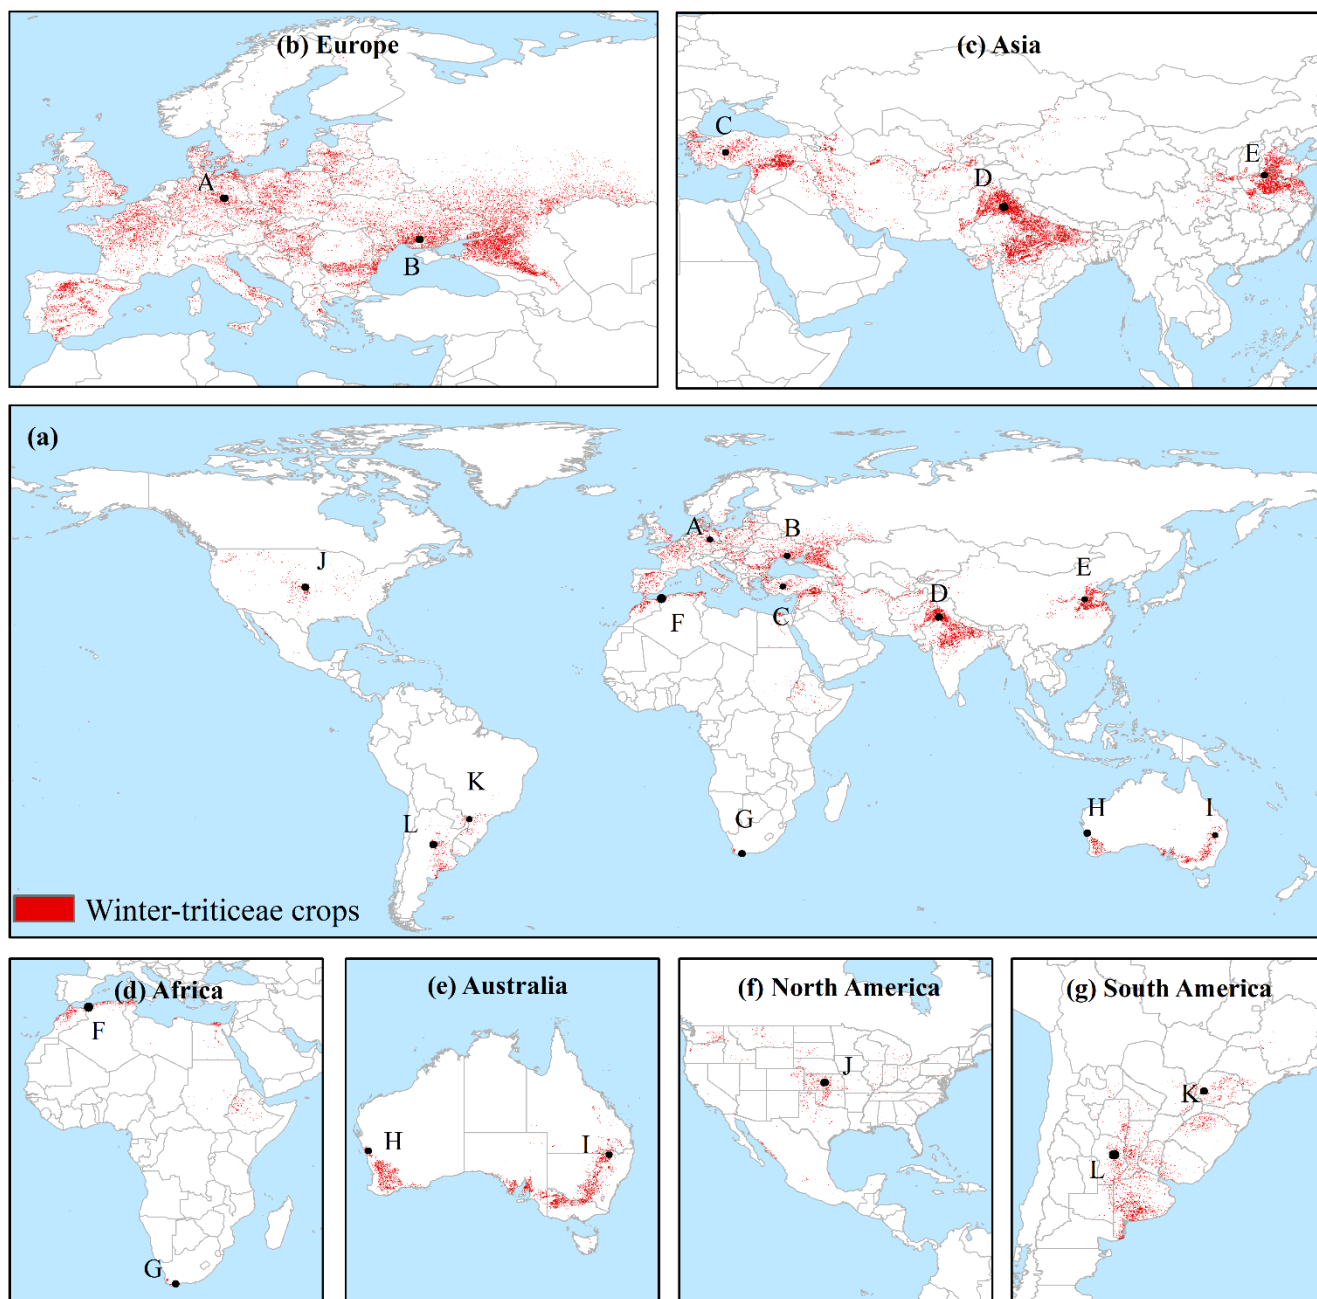 (b) Europe
A
B
(c) Asia
C
D
E
(a)
A
B
C
D
E
F
G
H
I
J
K
L
Winter-triticeae crops
(d) Africa
F
G
(e) Australia
H
I
(f) North America
J
(g) South America
K
L